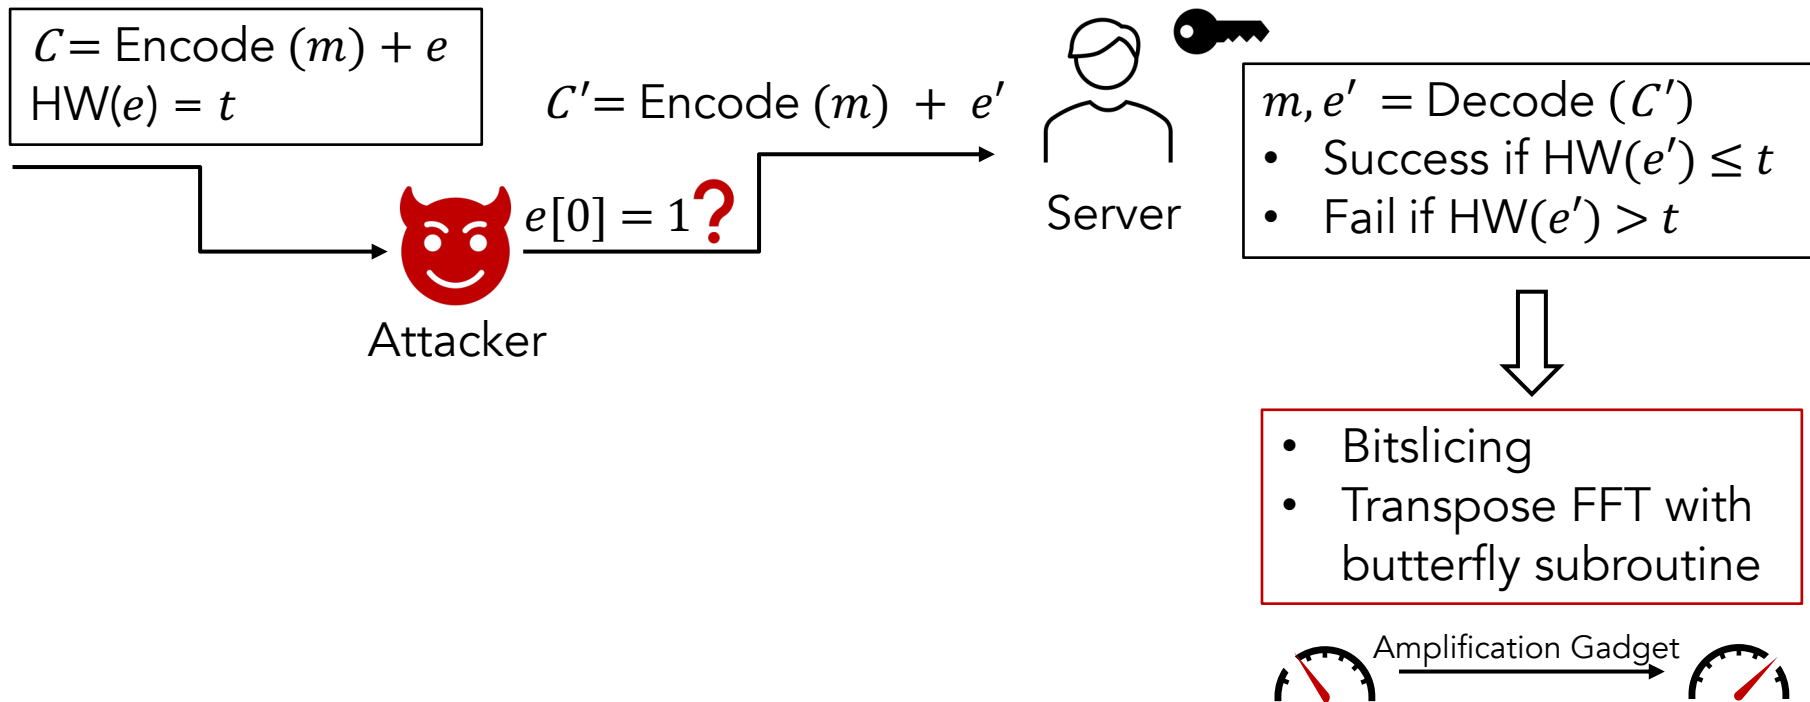 C = Encode (m) + e
HW(e) = t
C′= Encode (m) + e′
e[0] = 1?
Attacker
Server
m, e′ = Decode (C′)
• Success if HW(e′) ≤ t
• Fail if HW(e′) > t
• Bitslicing
• Transpose FFT with
butterfly subroutine
Amplification Gadget